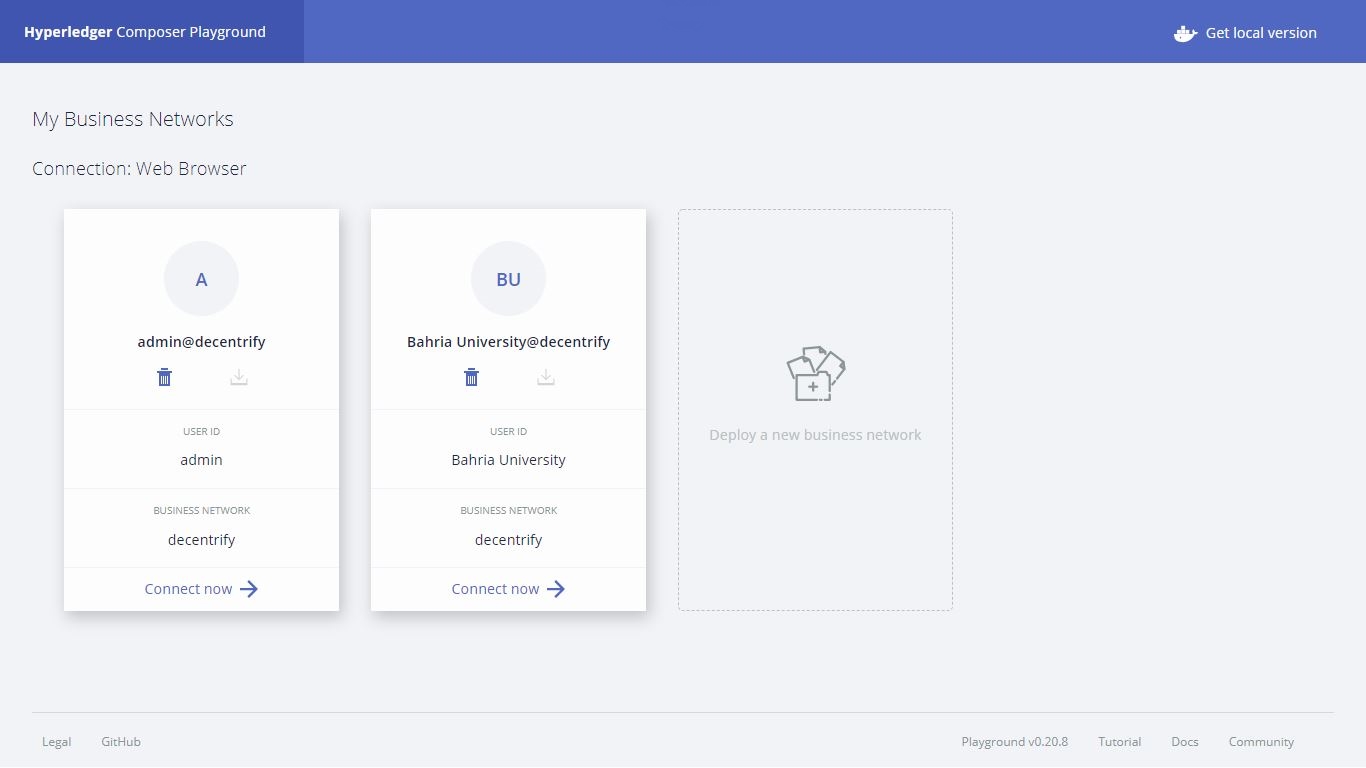 Hyperledger Composer Playground
Get local version
My Business Networks
Connection: Web Browser
A
admin@decentrify
USER ID
admin
BUSINESS NETWORK
decentrify
Connect now
BU
Bahria University@decentrify
USER ID
Bahria University
BUSINESS NETWORK
decentrify
Connect now
Deploy a new business network
Legal GitHub
Playground v0.20.8 Tutorial Docs Community